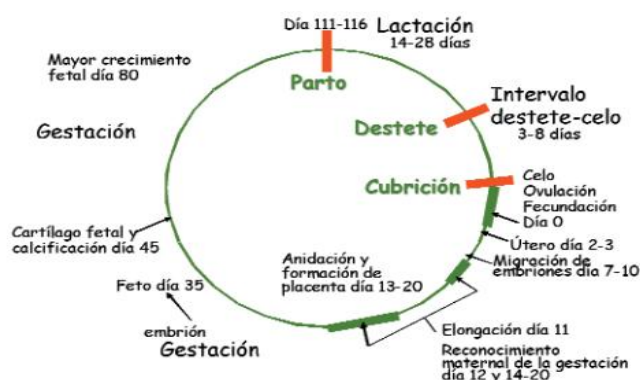 Día 111-116
Lactación
14-28 días
Mayor crecimiento
fetal día 80
Parto
Gestación
Destete
Intervalo
destete-celo
3-8 días
Cubrición
Celo
Ovulación
Fecundación
Día 0
Cartílago fetal y
calcificación día 45
Útero día 2-3
Migración de
embriones día 7-10
Anidación y
formación de
placenta día 13-20
Feto día 35
embrión
Gestación
Elongación día 11
Reconocimiento
maternal de la gestación
día 12 y 14-20